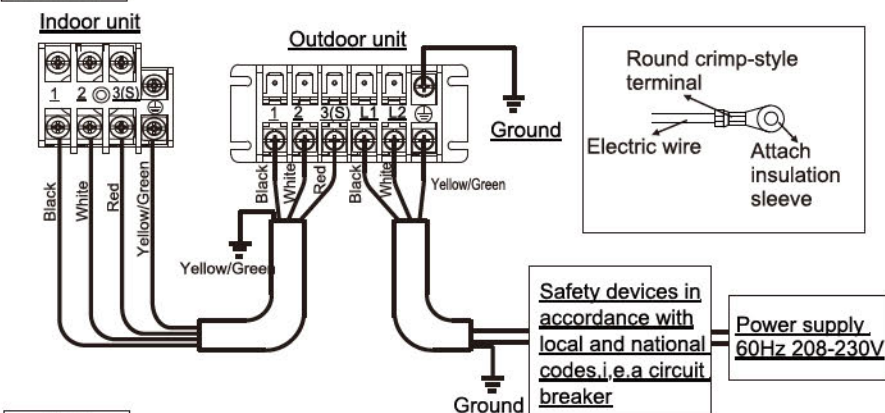 Indoor unit
1 2 3(S)
Black
White
Red
Yellow/Green
Outdoor unit
1 2 3(S) L1 L2
Ground
Black
White
Red
Black
White
Yellow/Green
Yellow/Green
Ground
Safety devices in
accordance with
local and national
codes,i,e.a circuit
breaker
Power supply
60Hz 208-230V
Round crimp-style
terminal
Electric wire
Attach
insulation
sleeve